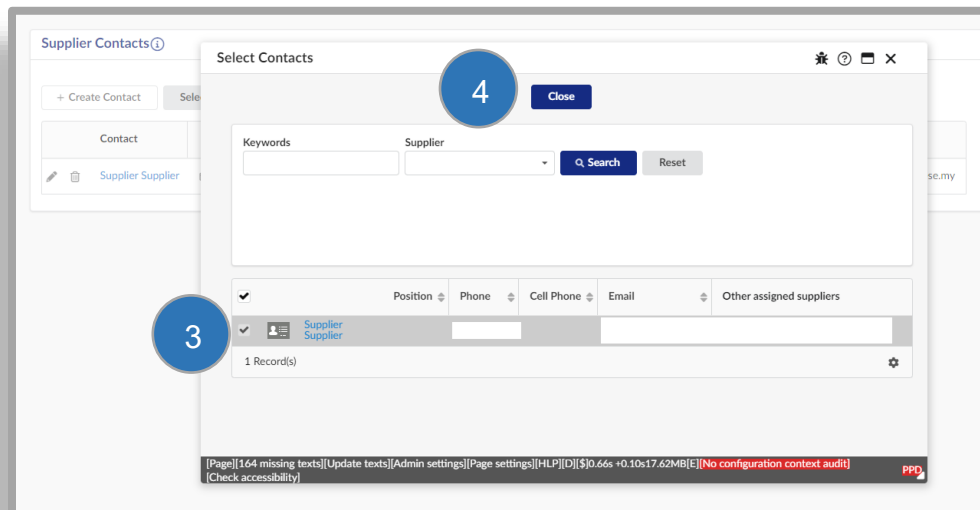 Supplier Contacts
Select Contacts
4
Close
+ Create Contact
Contact
Supplier Supplier
se.my
Keywords
Supplier
Search
Reset
Position
Phone
Cell Phone
Email
Other assigned suppliers
3
Supplier
Supplier
1 Record(s)
[Page][164 missing texts][Update texts][Admin settings][Page settings][HLP][D][$]0.66s +0.10s17.62MB[E][No configuration context audit]
[Check accessibility]
PPD